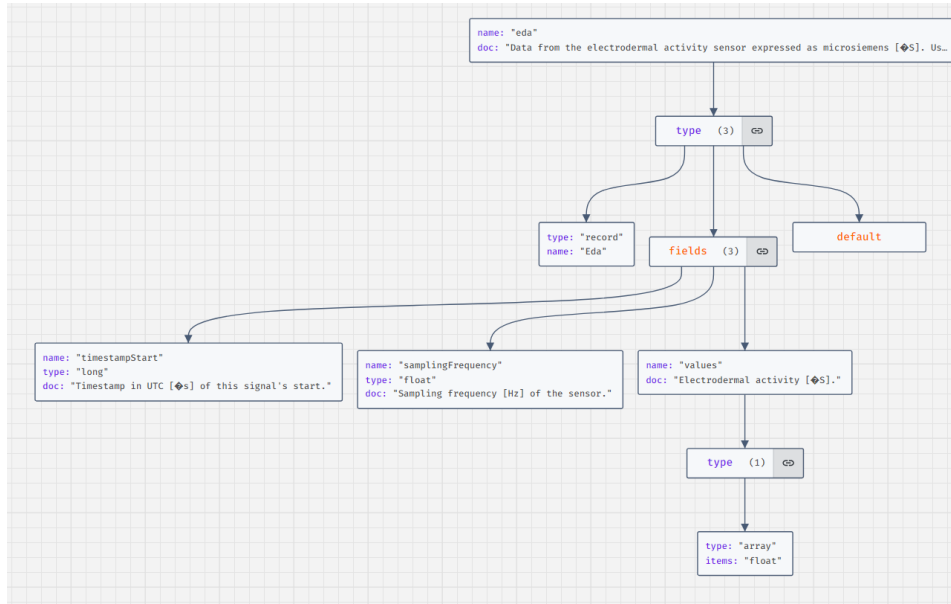 name: "eda"
doc: "Data from the electrodermal activity sensor expressed as microsiemens [�S]. Us…
type (3)
type: "record"
name: "Eda"
fields (3)
default
name: "timestampStart"
type: "long"
doc: "Timestamp in UTC [�s] of this signal's start."
name: "samplingFrequency"
type: "float"
doc: "Sampling frequency [Hz] of the sensor."
name: "values"
doc: "Electrodermal activity [�S]."
type (1)
type: "array"
items: "float"